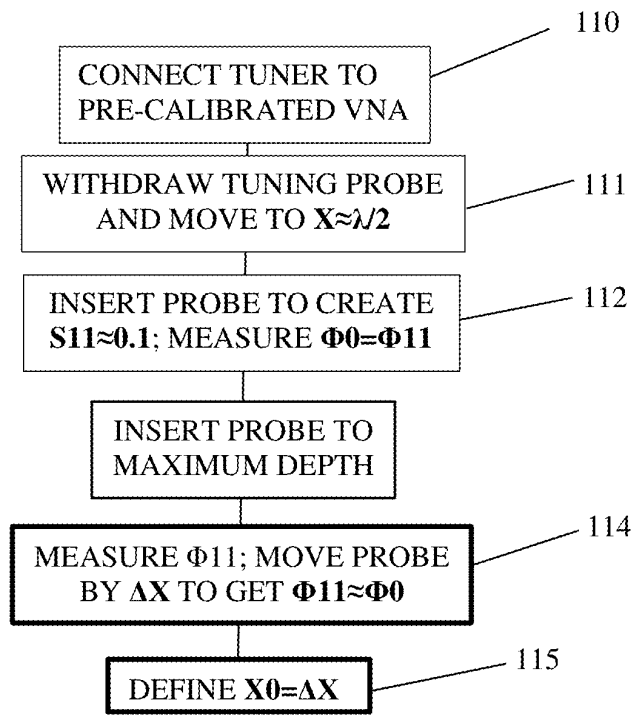 110
CONNECT TUNER TO
PRE-CALIBRATED VNA
111
WITHDRAW TUNING PROBE
AND MOVE TO X≈λ/2
112
INSERT PROBE TO CREATE
S11≈0.1; MEASURE Φ0=Φ11
INSERT PROBE TO
MAXIMUM DEPTH
114
MEASURE Φ11; MOVE PROBE
BY ΔX TO GET Φ11≈Φ0
115
DEFINE X0=ΔX